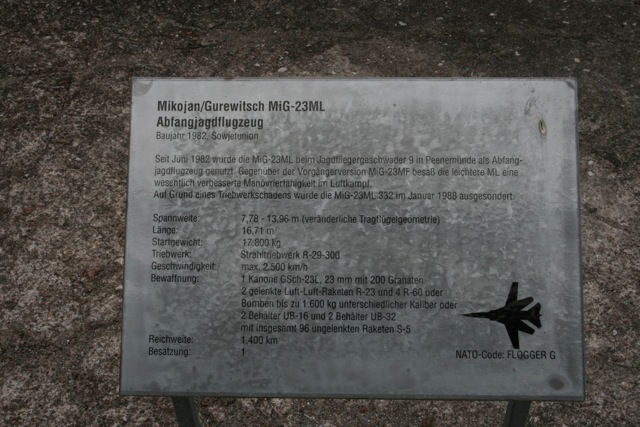 Mikojan/Gurewitsch MiG-23ML
Abfangjagdflugzeug
Baujahr 1982, Sowjetunion
Seit Juni 1982 wurde die MiG-23ML beim Jagdfliegergeschwader 9 in Peenemünde als Abfang-
jagdflugzeug genutzt. Gegenüber der Vorgängerversion MiG-23MF besaß die leichtere ML eine
wesentlich verbesserte Manövrierfähigkeit im Luftkampf.
Auf Grund eines Triebwerkschadens wurde die MiG-23ML 332 im Januar 1988 ausgesondert.
Spannweite: 7,78 - 13,96 m (veränderliche Tragflügelgeometrie)
Länge: 16,71 m
Startgewicht: 17.800 kg
Triebwerk: Strahltriebwerk R-29-300
Geschwindigkeit: max. 2.500 km/h
Bewaffnung: 1 Kanone GSch-23L, 23 mm mit 200 Granaten
2 gelenkte Luft-Luft-Raketen R-23 und 4 R-60 oder
Bomben bis zu 1.600 kg unterschiedlicher Kaliber oder
2 Behälter UB-16 und 2 Behälter UB-32
mit insgesamt 96 ungelenkten Raketen S-5
Reichweite: 1.400 km
Besatzung: 1
NATO-Code: FLOGGER G